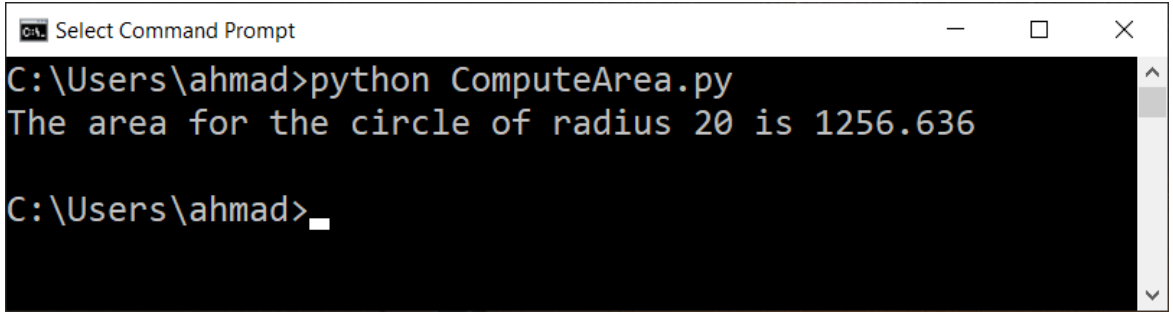 Select Command Prompt
C:\Users\ahmad>python ComputeArea.py
The area for the circle of radius 20 is 1256.636
C:\Users\ahmad>